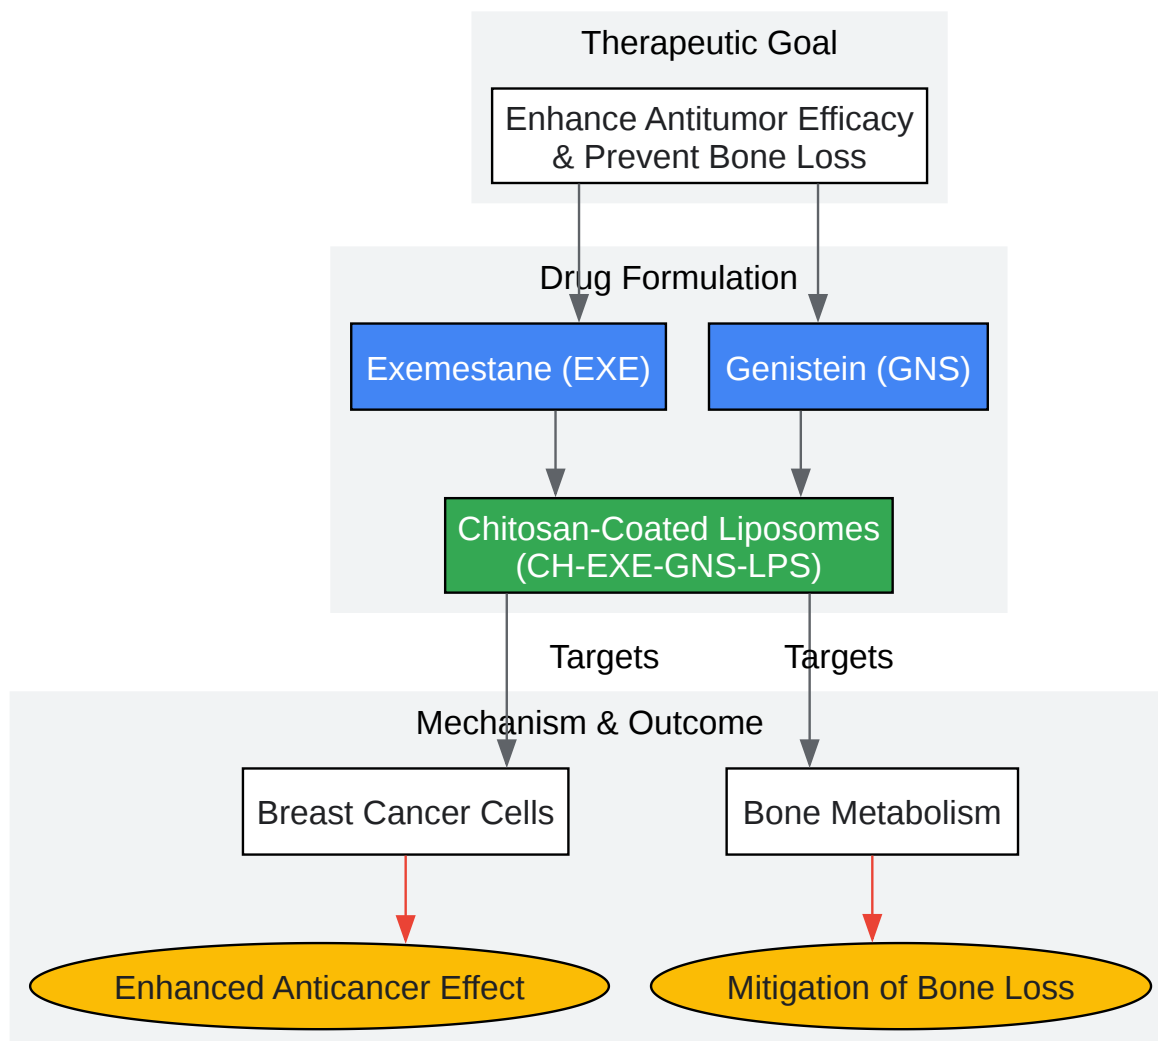 Therapeutic Goal
Enhance Antitumor Efficacy
& Prevent Bone Loss
Drug Formulation
Exemestane (EXE)
Genistein (GNS)
Chitosan-Coated Liposomes
(CH-EXE-GNS-LPS)
Targets
Targets
Mechanism & Outcome
Breast Cancer Cells
Bone Metabolism
Enhanced Anticancer Effect
Mitigation of Bone Loss